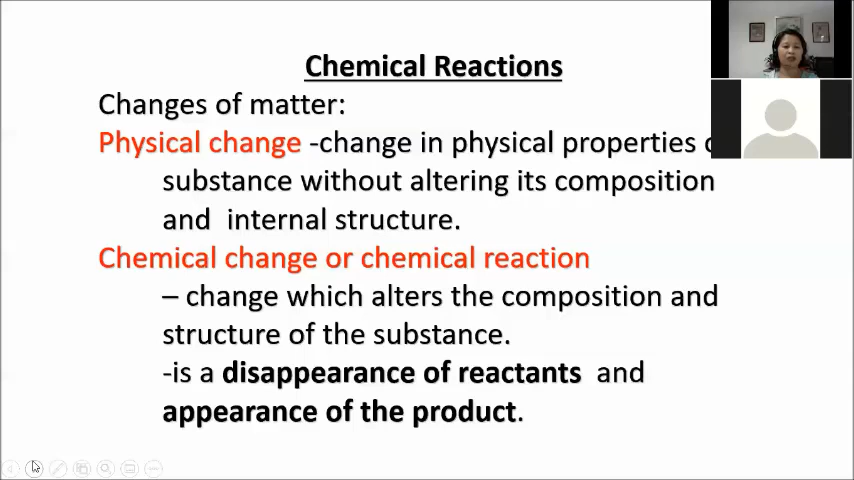 Chemical Reactions
Changes of matter:
Physical change -change in physical properties
substance without altering its composition
and internal structure.
Chemical change or chemical reaction
– change which alters the composition and
structure of the substance.
-is a disappearance of reactants and
appearance of the product.